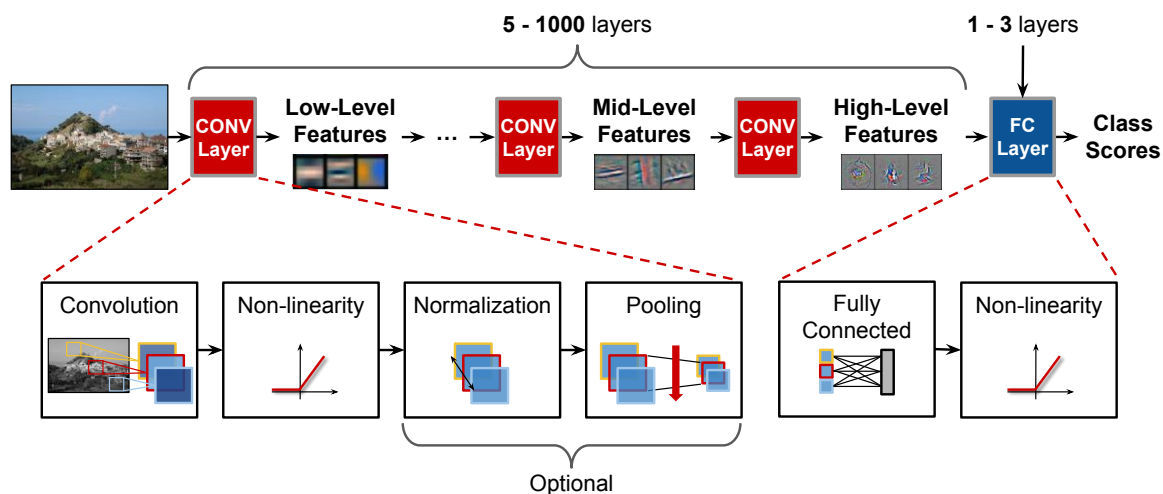 5 - 1000 layers
1 - 3 layers
CONV
Layer
Low-Level
Features
...
CONV
Layer
Mid-Level
Features
CONV
Layer
High-Level
Features
FC
Layer
Class
Scores
Convolution
Non-linearity
Normalization
Pooling
Fully
Connected
Non-linearity
Optional